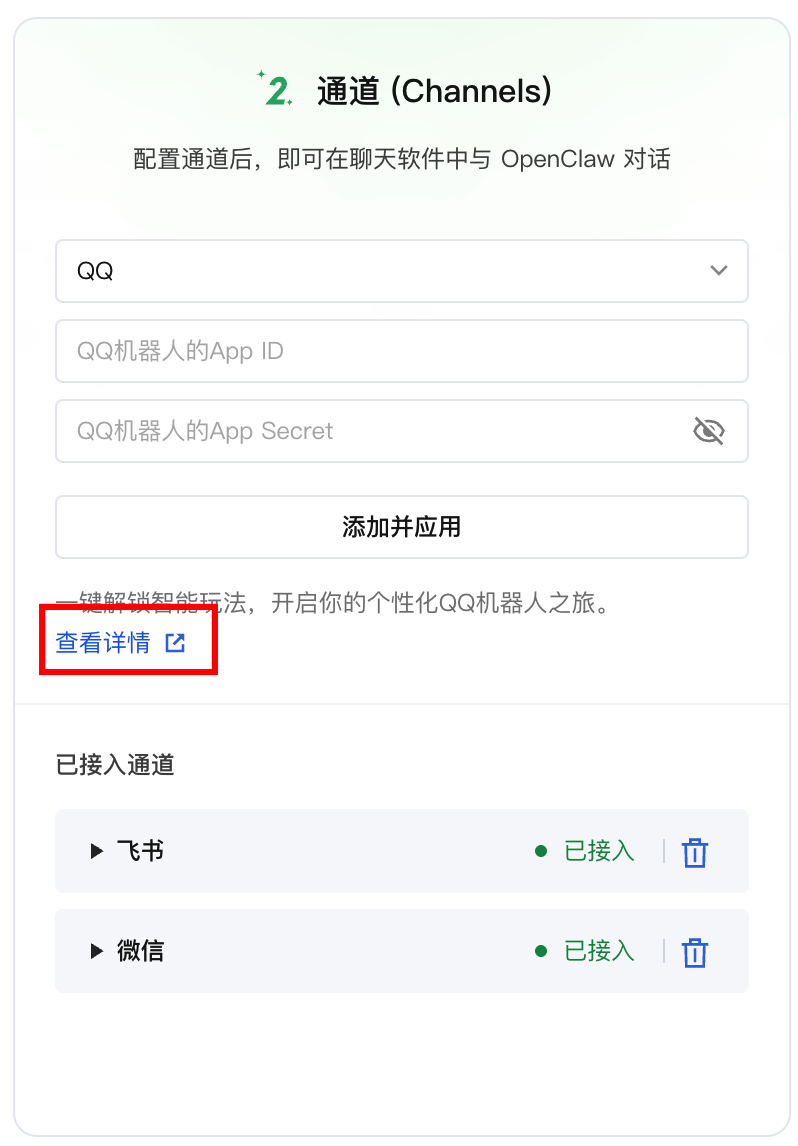 2. 通道 (Channels)
配置通道后，即可在聊天软件中与 OpenClaw 对话
QQ
QQ机器人的App ID
QQ机器人的App Secret
添加并应用
一键解锁智能玩法，开启你的个性化QQ机器人之旅。
查看详情
已接入通道
飞书 已接入
微信 已接入